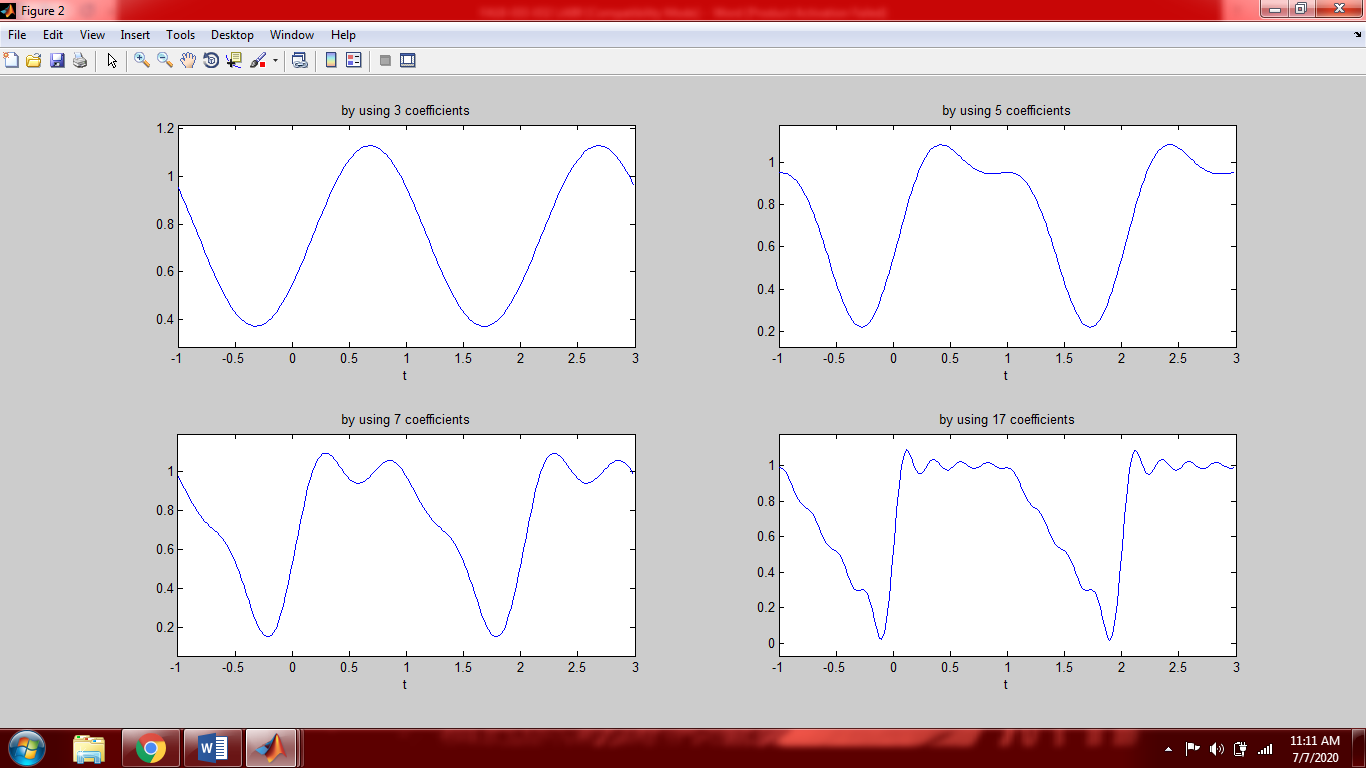 Figure 2
File Edit View Insert Tools Desktop Window Help
by using 3 coefficients
1.2
1
0.8
0.6
0.4
-1 -0.5 0 0.5 1 1.5 2 2.5 3
t
by using 5 coefficients
1
0.8
0.6
0.4
0.2
-1 -0.5 0 0.5 1 1.5 2 2.5 3
t
by using 7 coefficients
1
0.8
0.6
0.4
0.2
-1 -0.5 0 0.5 1 1.5 2 2.5 3
t
by using 17 coefficients
1
0.8
0.6
0.4
0.2
0
-1 -0.5 0 0.5 1 1.5 2 2.5 3
t
11:11 AM
7/7/2020